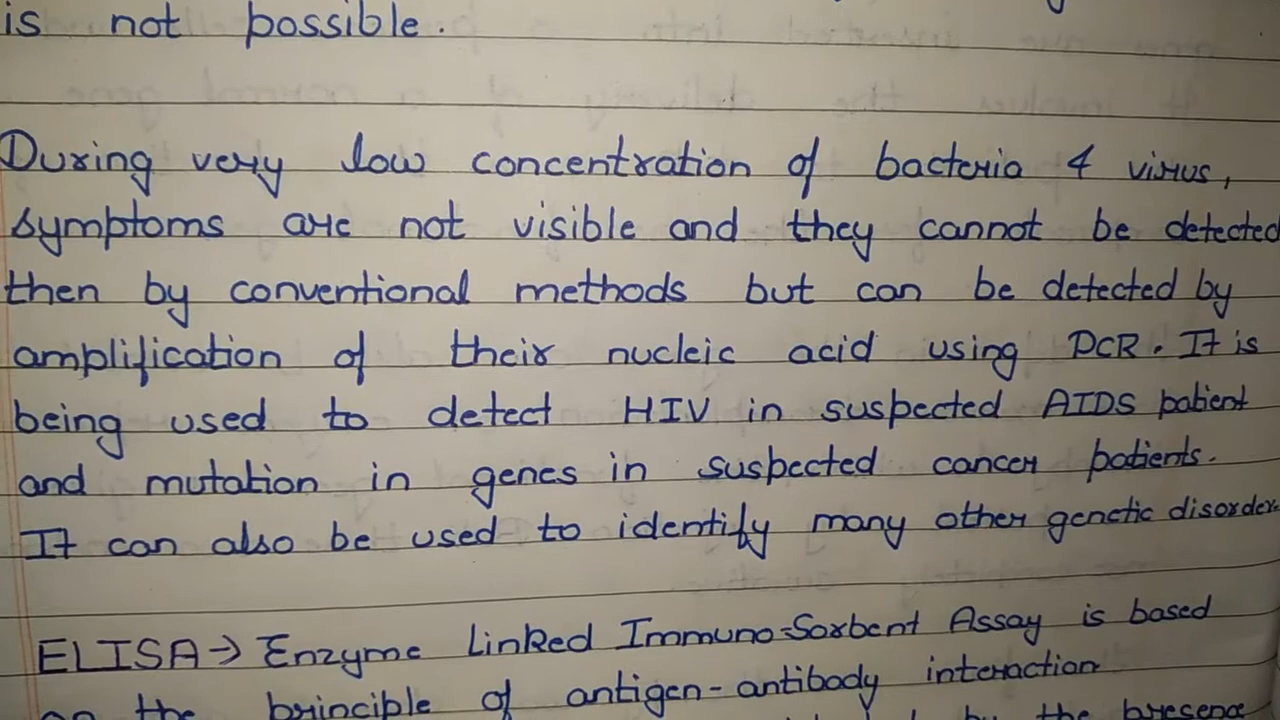 is not possible.
During very low concentration of bacteria & virus,
symptoms are not visible and they cannot be detected
then by conventional methods but can be detected by
amplification of their nucleic acid using PCR. It is
being used to detect HIV in suspected AIDS patient
and mutation in genes in suspected cancer patients.
It can also be used to identify many other genetic disorder
ELISA→ Enzyme Linked Immuno-Sorbent Assay is based
on the principle of antigen-antibody interaction
by the presence